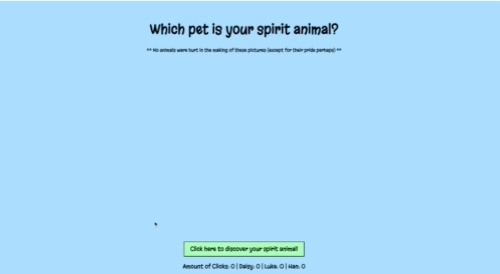 Which pet is your spirit animal?
** No animals were hurt in the making of these pictures (except for their pride perhaps) **
Click here to discover your spirit animal!
Amount of Clicks: 0 | Daisy: 0 | Luke: 0 | Han: 0